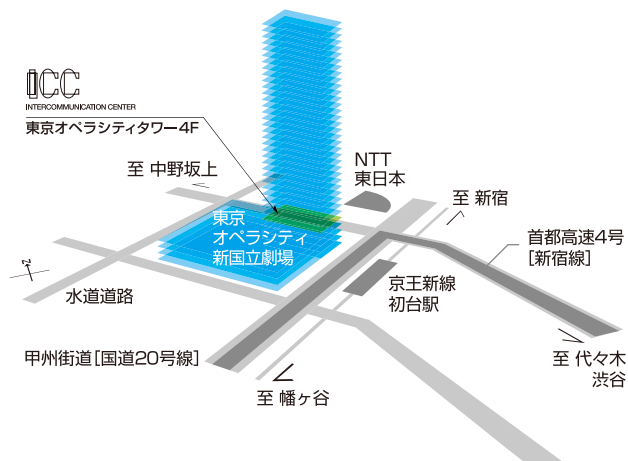 ICC
INTERCOMMUNICATION CENTER
東京オペラシティタワー4F
至 中野坂上
NTT
東日本
至 新宿
東京
オペラシティ
新国立劇場
首都高速4号
[新宿線]
z
水道道路
京王新線
初台駅
甲州街道[国道20号線]
至 代々木
渋谷
至 幡ヶ谷